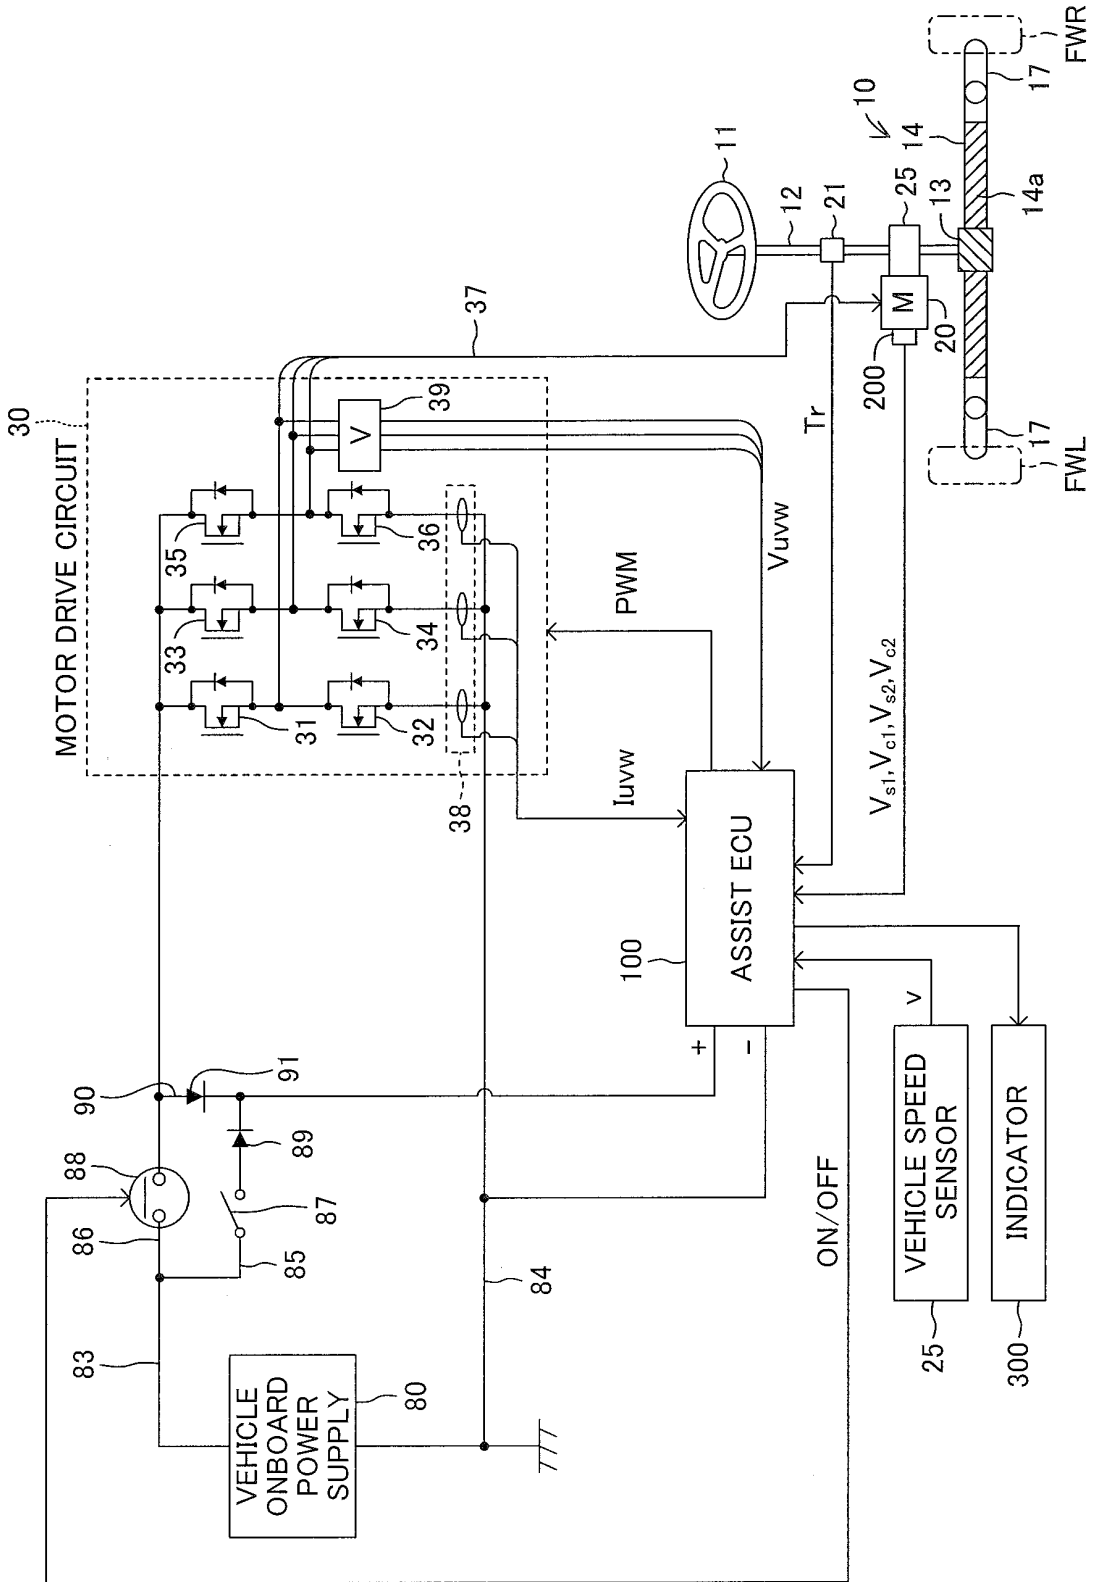 MOTOR DRIVE CIRCUIT
30
35
33
31
36
34
32
38
39
V
37
Iuvw
PWM
Vuvw
Tr
Vs1,Vc1,Vs2,Vc2
11
12
21
10
25
13
14
14a
M
20
200
17
17
FWR
FWL
83
86
88
90
91
89
87
85
84
VEHICLE
ONBOARD
POWER
SUPPLY
80
+
-
ASSIST ECU
100
ON/OFF
v
VEHICLE SPEED
SENSOR
25
INDICATOR
300